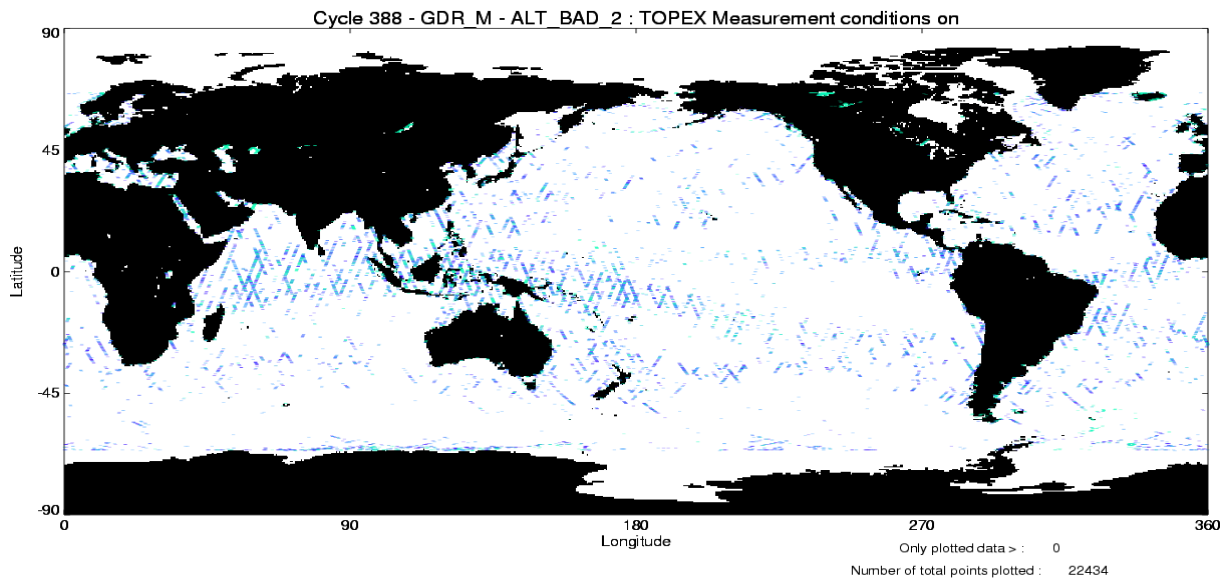 Cycle 388 - GDR_M - ALT_BAD_2 : TOPEX Measurement conditions on
90
45
0
-45
-90
Latitude
0
90
180
270
360
Longitude
Only plotted data > : 0
Number of total points plotted : 22434